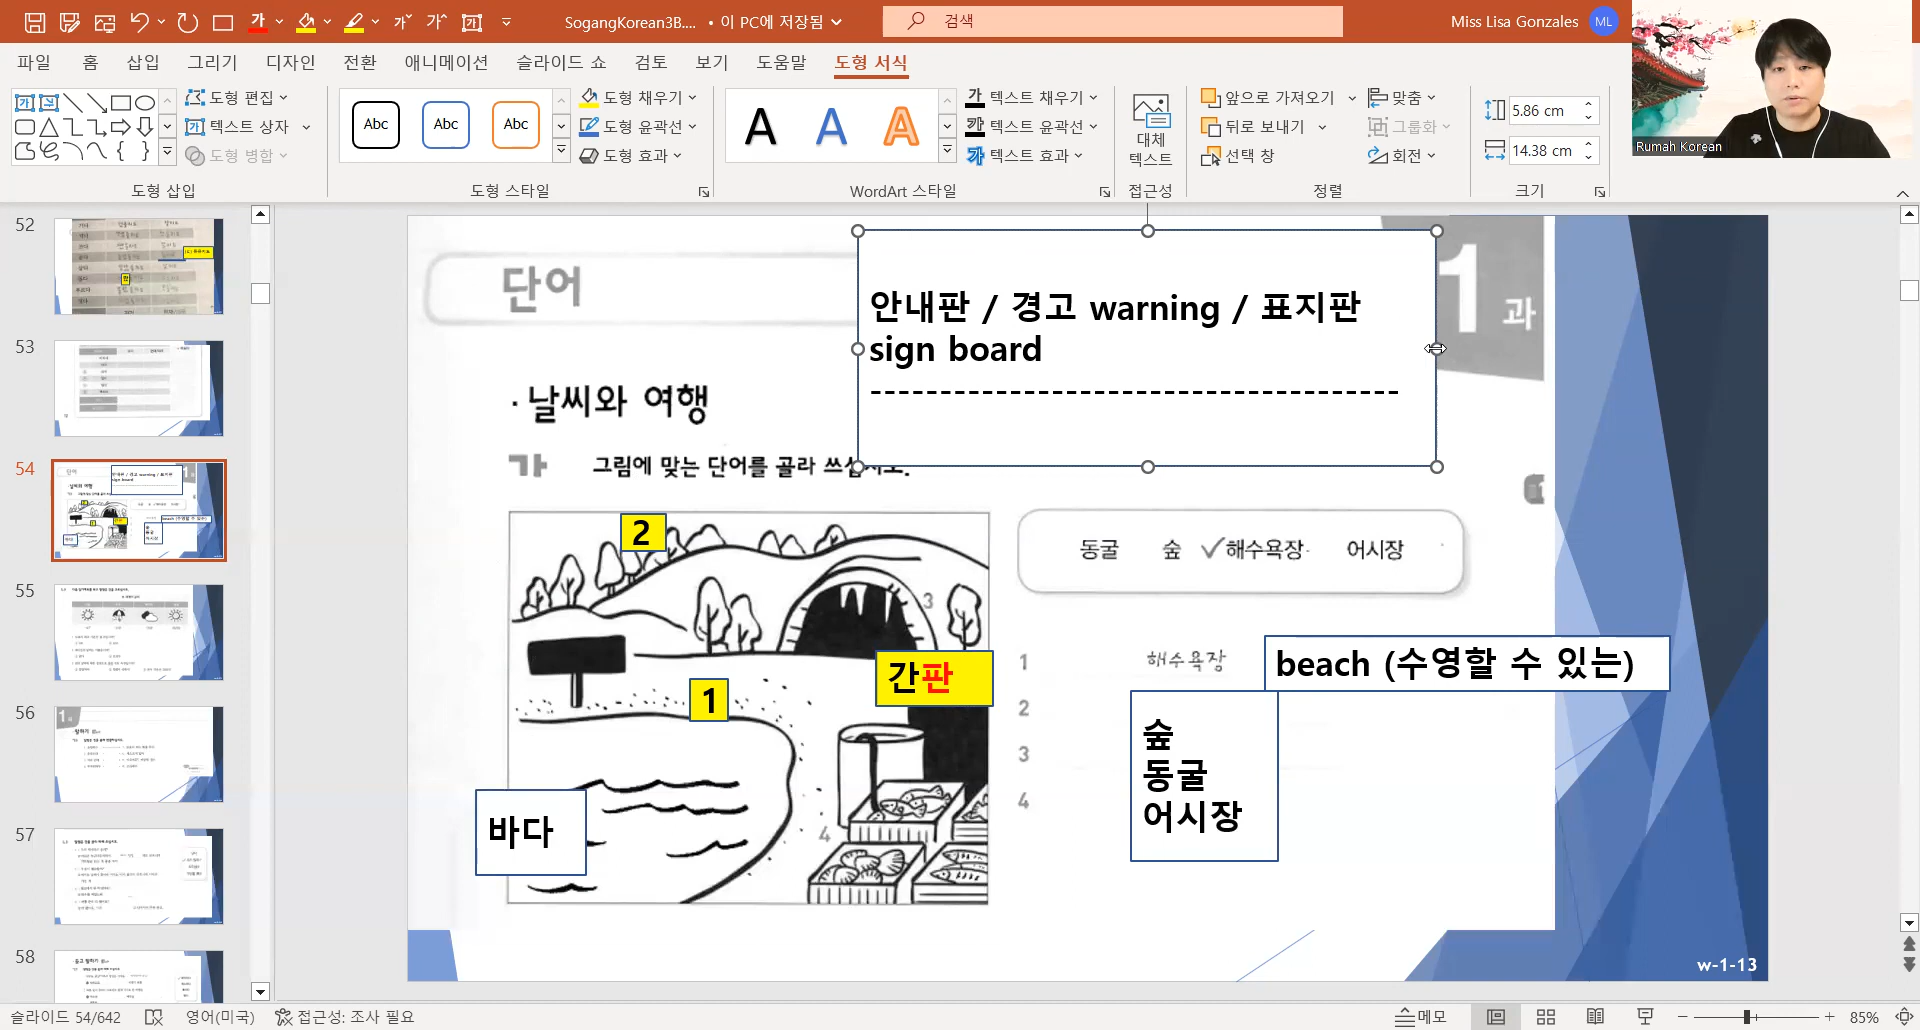 가
SogangKorean3B.... • 이 PC에 저장됨
검색
Miss Lisa Gonzales
ML
파일 홈 삽입 그리기 디자인 전환 애니메이션 슬라이드 쇼 검토 보기 도움말 도형 서식
도형 편집
텍스트 상자
도형 병합
도형 삽입
Abc Abc Abc
도형 채우기
도형 윤곽선
도형 효과
도형 스타일
A A A
텍스트 채우기
텍스트 윤곽선
텍스트 효과
WordArt 스타일
대체
텍스트
접근성
앞으로 가져오기
뒤로 보내기
선택 창
맞춤
그룹화
회전
정렬
5.86 cm
14.38 cm
크기
Rumah Korean
52
53
54
55
56
57
58
단어
안내판 / 경고 warning / 표지판
sign board
--------------------------------------
1과
· 날씨와 여행
가 그림에 맞는 단어를 골라 쓰십시오.
동굴 숲 ✓해수욕장 어시장
2
3
간판
1
바다
4
1 해수욕장
beach (수영할 수 있는)
2
3
4
숲
동굴
어시장
w-1-13
슬라이드 54/642
영어(미국)
접근성: 조사 필요
메모
85%